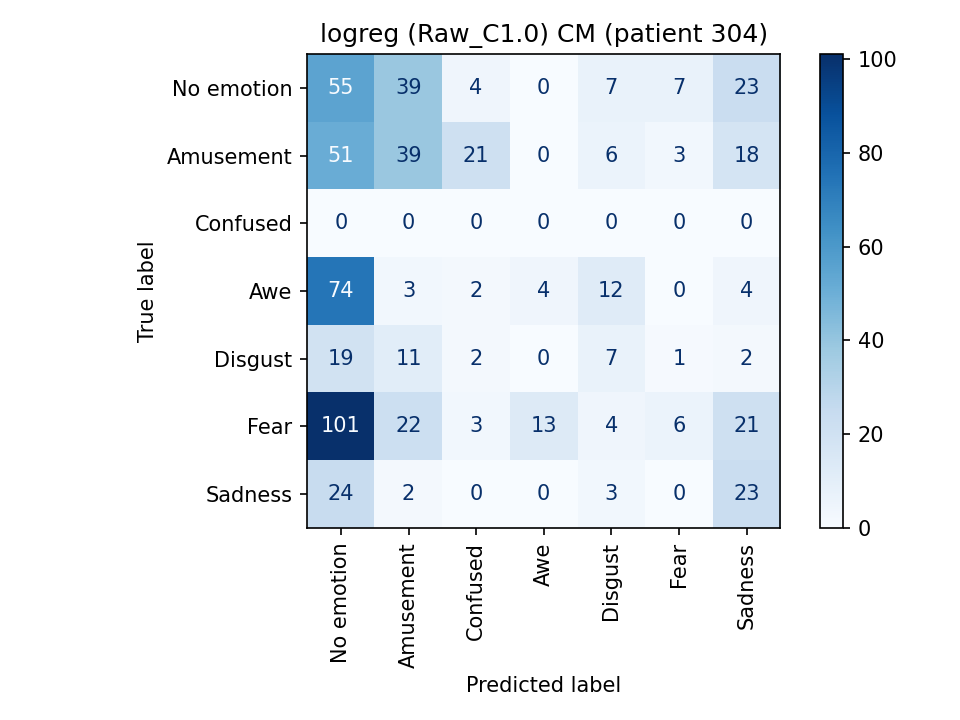 logreg (Raw_C1.0) CM (patient 304)
True label
No emotion 55 39 4 0 7 7 23
Amusement 51 39 21 0 6 3 18
Confused 0 0 0 0 0 0 0
Awe 74 3 2 4 12 0 4
Disgust 19 11 2 0 7 1 2
Fear 101 22 3 13 4 6 21
Sadness 24 2 0 0 3 0 23
No emotion
Amusement
Confused
Awe
Disgust
Fear
Sadness
Predicted label
100
80
60
40
20
0